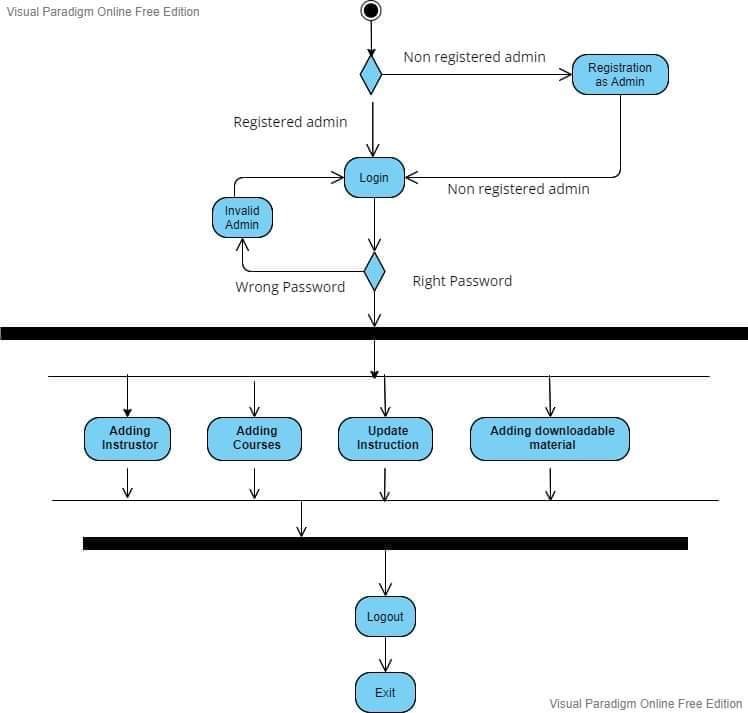 Visual Paradigm Online Free Edition
Non registered admin
Registration
as Admin
Registered admin
Login
Non registered admin
Invalid
Admin
Wrong Password
Right Password
Adding
Instrustor
Adding
Courses
Update
Instruction
Adding downloadable
material
Logout
Exit
Visual Paradigm Online Free Edition